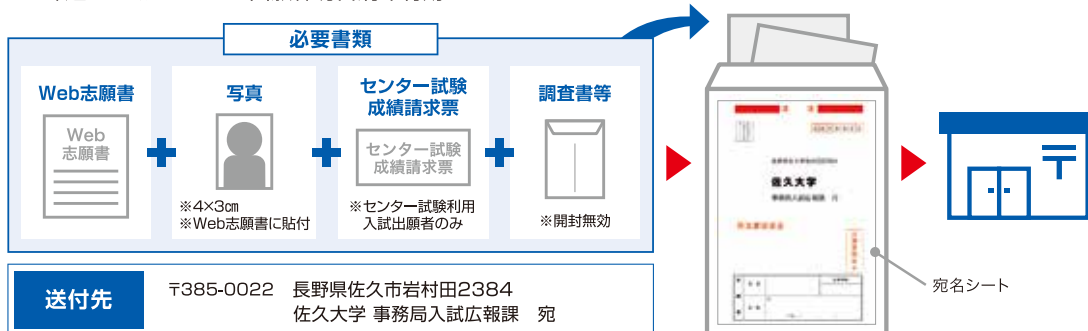 必要書類
Web志願書
Web
志願書
写真
※4×3㎝
※Web志願書に貼付
センター試験
成績請求票
センター試験
成績請求票
※センター試験利用
入試出願者のみ
調査書等
※開封無効
佐久大学
宛名シート
送付先
〒385-0022 長野県佐久市岩村田2384
佐久大学 事務局入試広報課 宛